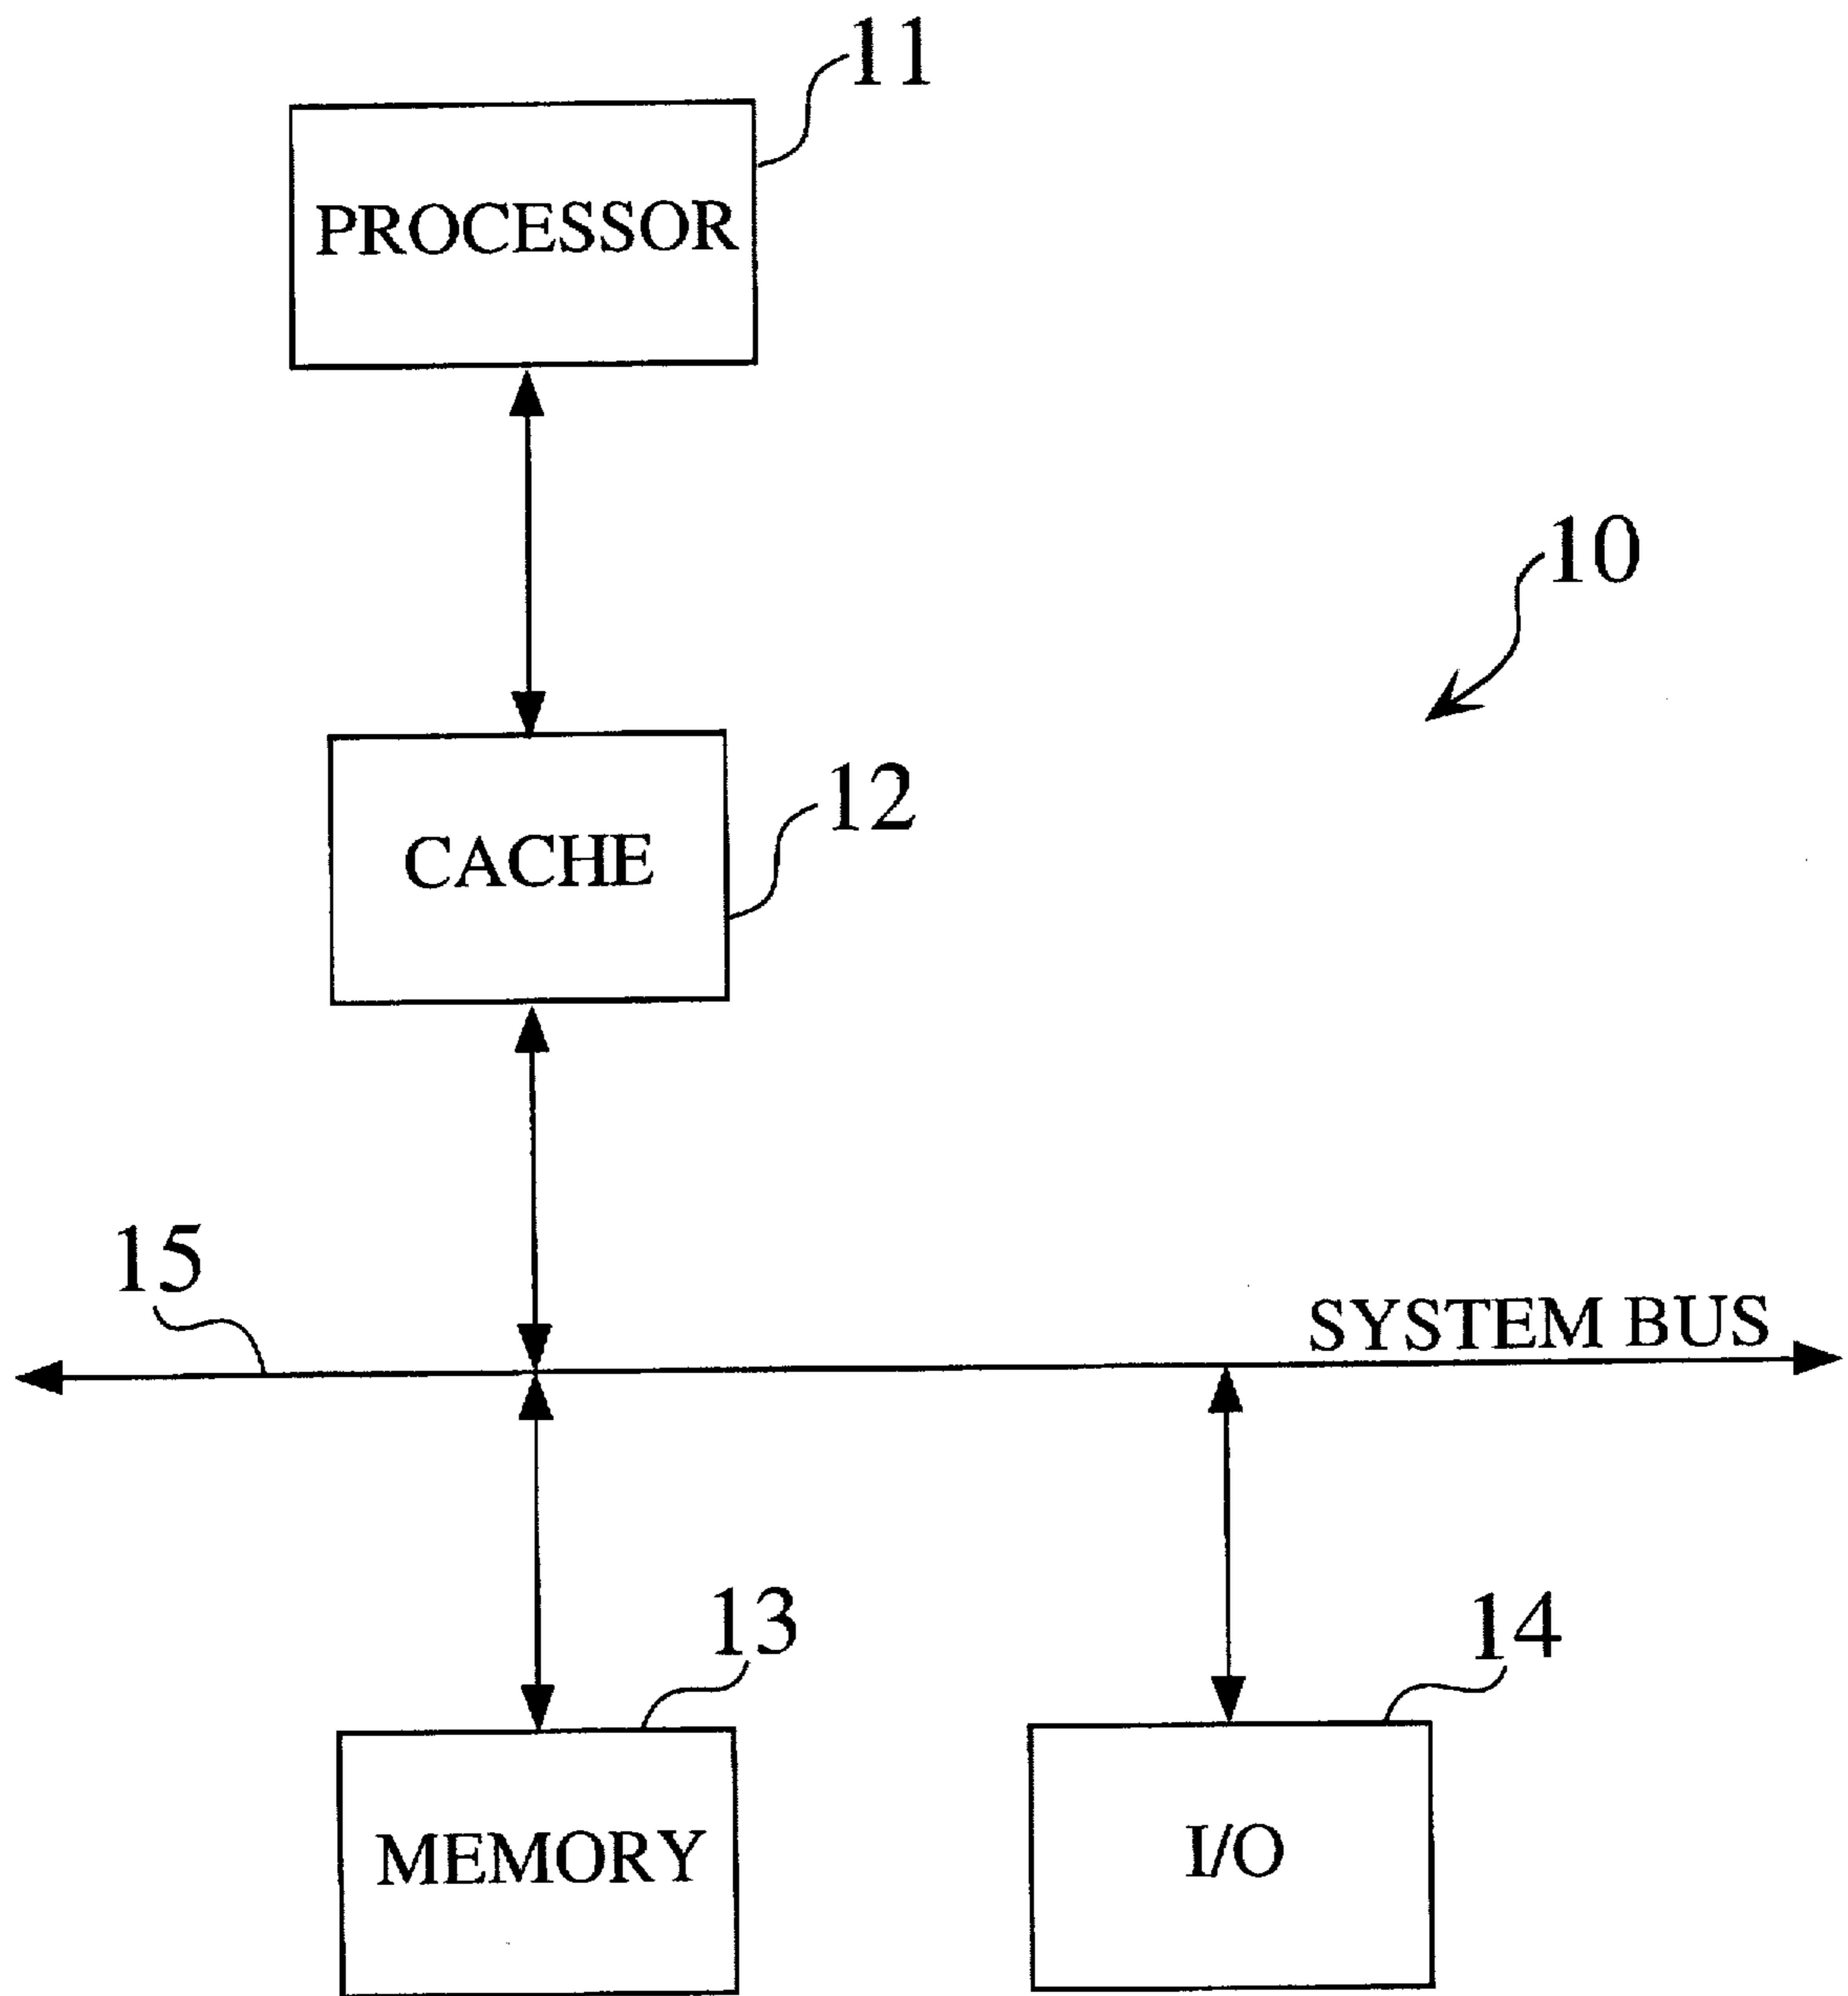 11
PROCESSOR
10
12
CACHE
15
SYSTEM BUS
13
14
MEMORY
I/O